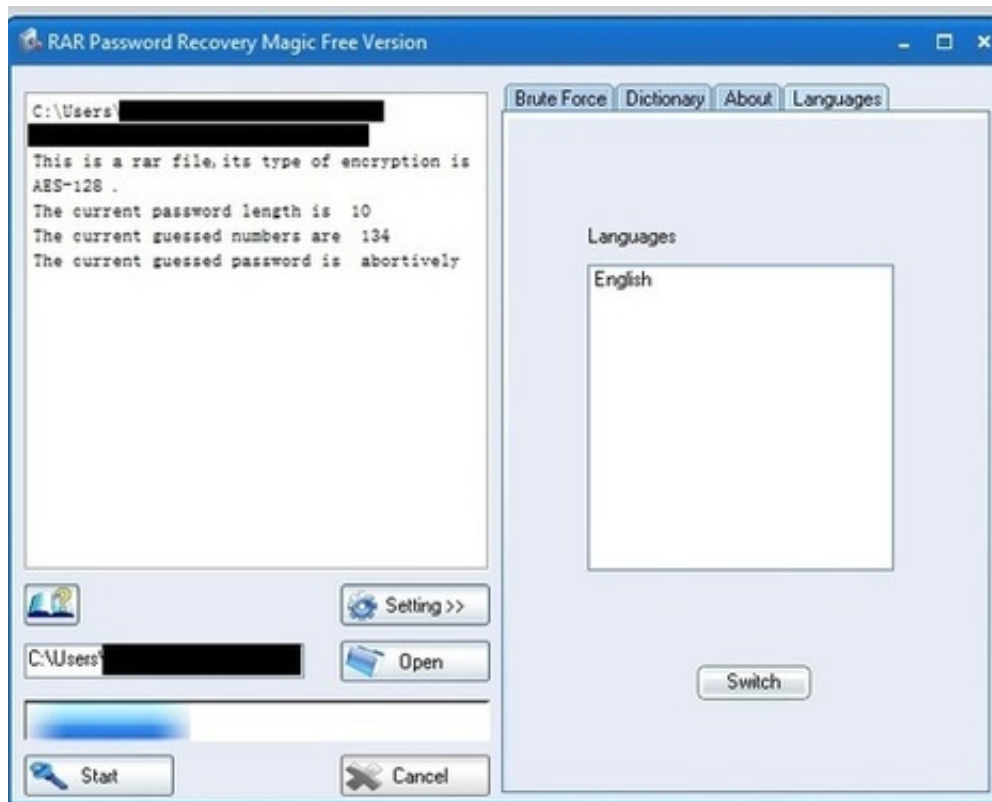 RAR Password Recovery Magic Free Version
C:\Users\
This is a rar file,its type of encryption is
AES-128 .
The current password length is 10
The current guessed numbers are 134
The current guessed password is abortively
Brute Force Dictionary About Languages
Languages
English
Setting >>
C:\Users\
Open
Switch
Start
Cancel